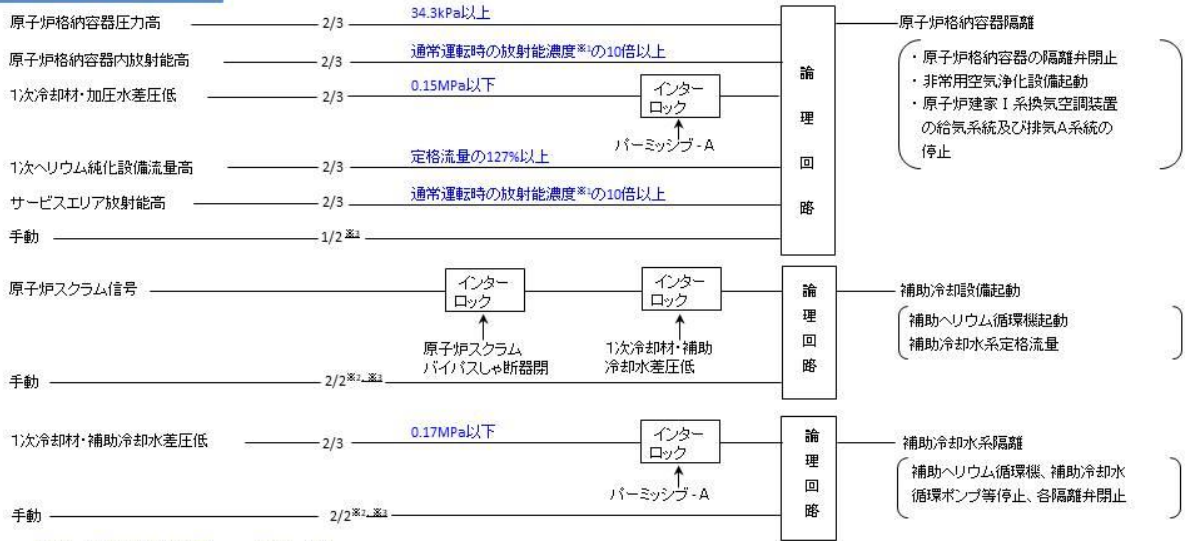 原子炉格納容器圧力高 2/3 34.3kPa以上
原子炉格納容器隔離
原子炉格納容器内放射能高 2/3 通常運転時の放射能濃度※1の10倍以上
1次冷却材・加圧水差圧低 2/3 0.15MPa以下
インターロック
パーミッシブ-A
1次ヘリウム純化設備流量高 2/3 定格流量の127%以上
サービスエリア放射能高 2/3 通常運転時の放射能濃度※1の10倍以上
手動 1/2※3
論理回路
・原子炉格納容器の隔離弁閉止
・非常用空気浄化設備起動
・原子炉建家Ⅰ系換気空調装置
の給気系統及び排気A系統の
停止
原子炉スクラム信号
インターロック
インターロック
原子炉スクラム
バイパスしゃ断器閉
1次冷却材・補助
冷却水差圧低
手動 2/2※2、※3
論理回路
補助冷却設備起動
補助ヘリウム循環機起動
補助冷却水系定格流量
1次冷却材・補助冷却水差圧低 2/3 0.17MPa以下
インターロック
パーミッシブ-A
手動 2/2※2、※3
論理回路
補助冷却水系隔離
補助ヘリウム循環機、補助冷却水
循環ポンプ等停止、各隔離弁閉止